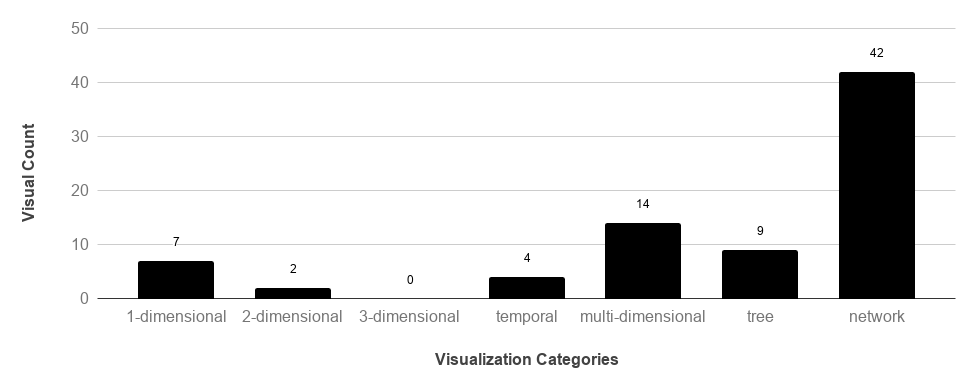 50
40
30
20
10
0
Visual Count
7
2
0
4
14
9
42
1-dimensional
2-dimensional
3-dimensional
temporal
multi-dimensional
tree
network
Visualization Categories